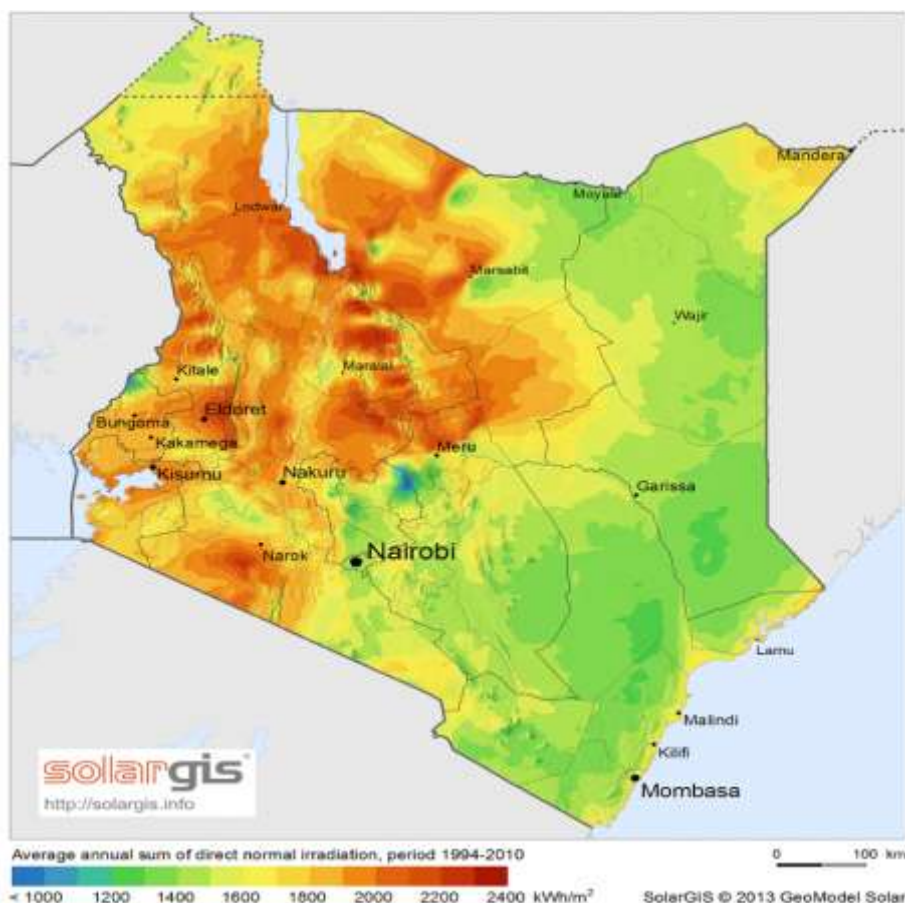 Mandera
Moyale
Lodwar
Marsabit
Wajir
Kitale
Maralal
Eldoret
Bungoma
Kakamega
Meru
Kisumu
Nakuru
Garissa
Nairobi
Narok
Lamu
Malindi
Kilifi
Mombasa
solargis
http://solargis.info
Average annual sum of direct normal irradiation, period 1994-2010
0 100 km
< 1000 1200 1400 1600 1800 2000 2200 2400 kWh/m²
SolarGIS © 2013 GeoModel Solar